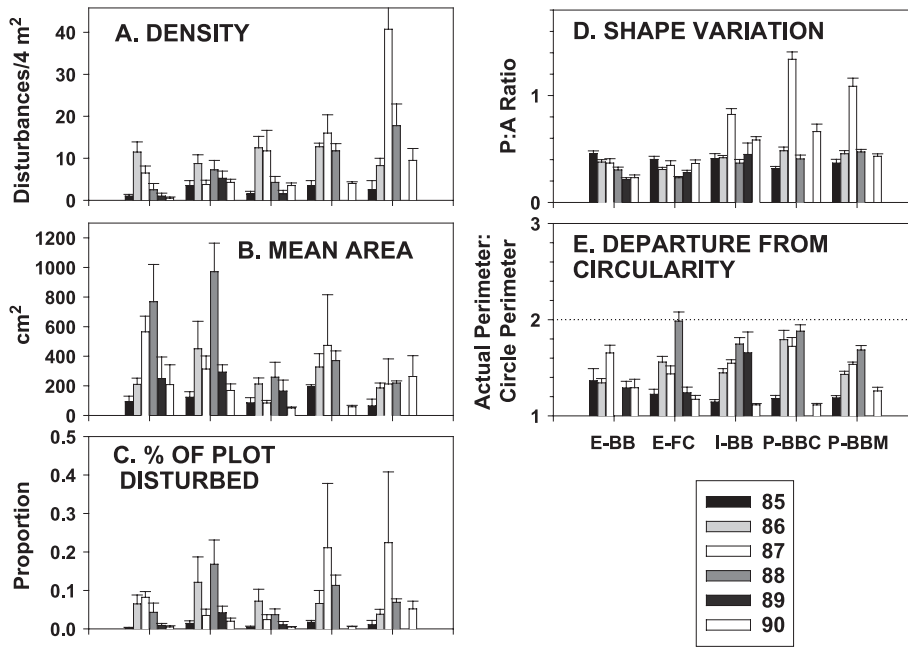 A. DENSITY
Disturbances/4 m²
40
30
20
10
0
B. MEAN AREA
cm²
1200
1000
800
600
400
200
0
C. % OF PLOT
DISTURBED
Proportion
0.5
0.4
0.3
0.2
0.1
0.0
D. SHAPE VARIATION
P:A Ratio
1
0
E. DEPARTURE FROM
CIRCULARITY
Actual Perimeter:
Circle Perimeter
3
2
1
E-BB E-FC I-BB P-BBC P-BBM
85
86
87
88
89
90